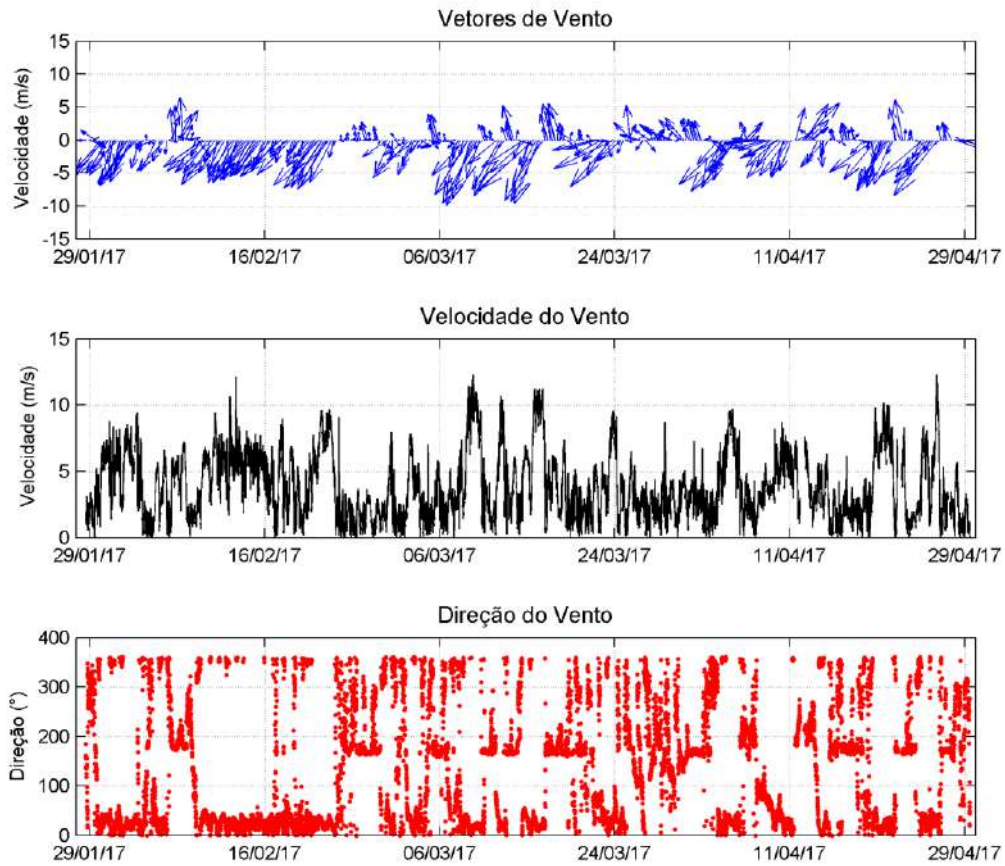 Vetores de Vento
Velocidade (m/s)
15
10
5
0
-5
-10
-15
29/01/17 16/02/17 06/03/17 24/03/17 11/04/17 29/04/17
Velocidade do Vento
Velocidade (m/s)
15
10
5
0
29/01/17 16/02/17 06/03/17 24/03/17 11/04/17 29/04/17
Direção do Vento
Direção (°)
400
300
200
100
0
29/01/17 16/02/17 06/03/17 24/03/17 11/04/17 29/04/17